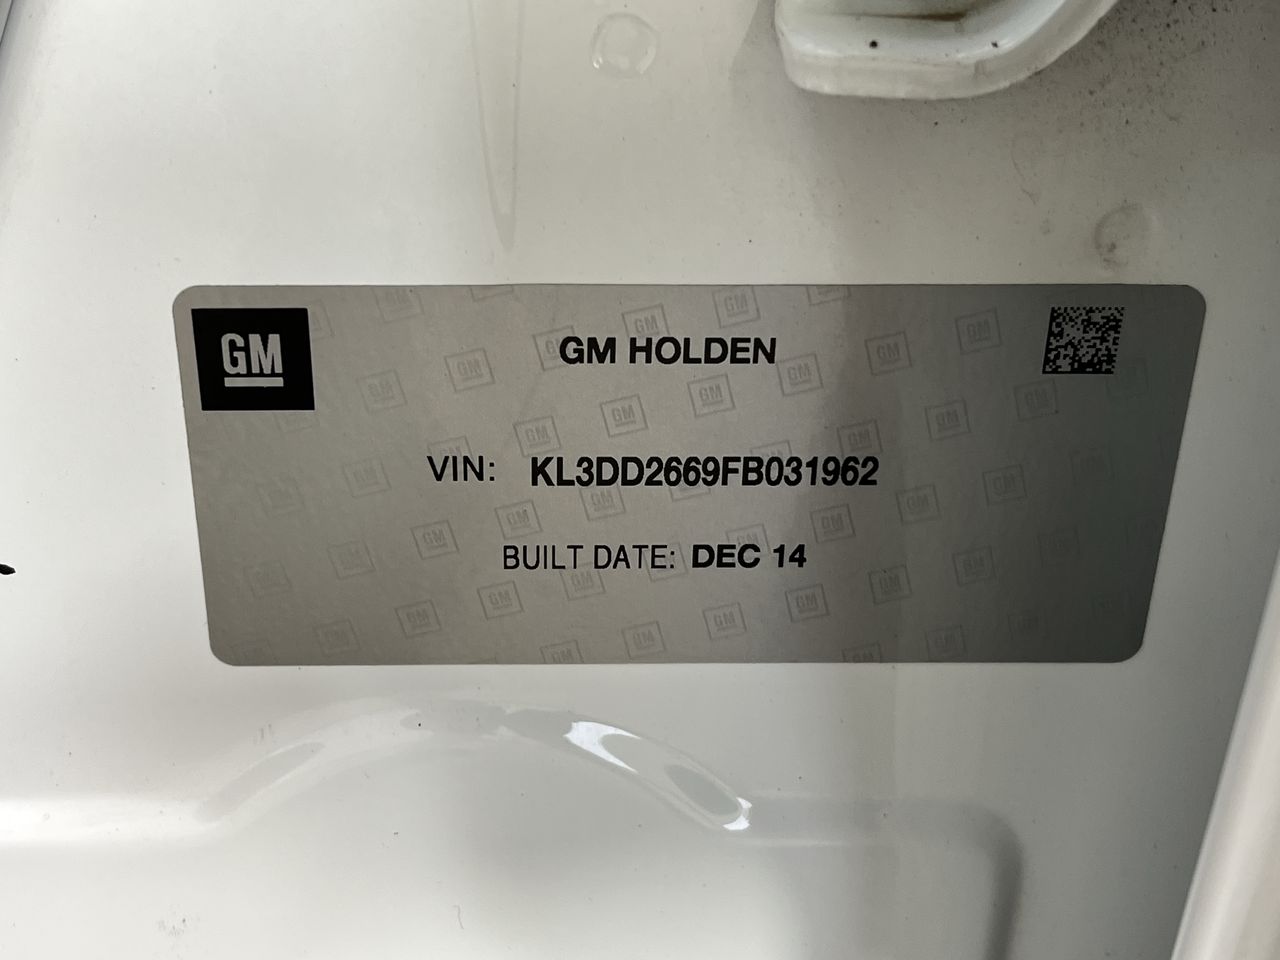 GM
GM HOLDEN
VIN: KL3DD2669FB031962
BUILT DATE: DEC 14